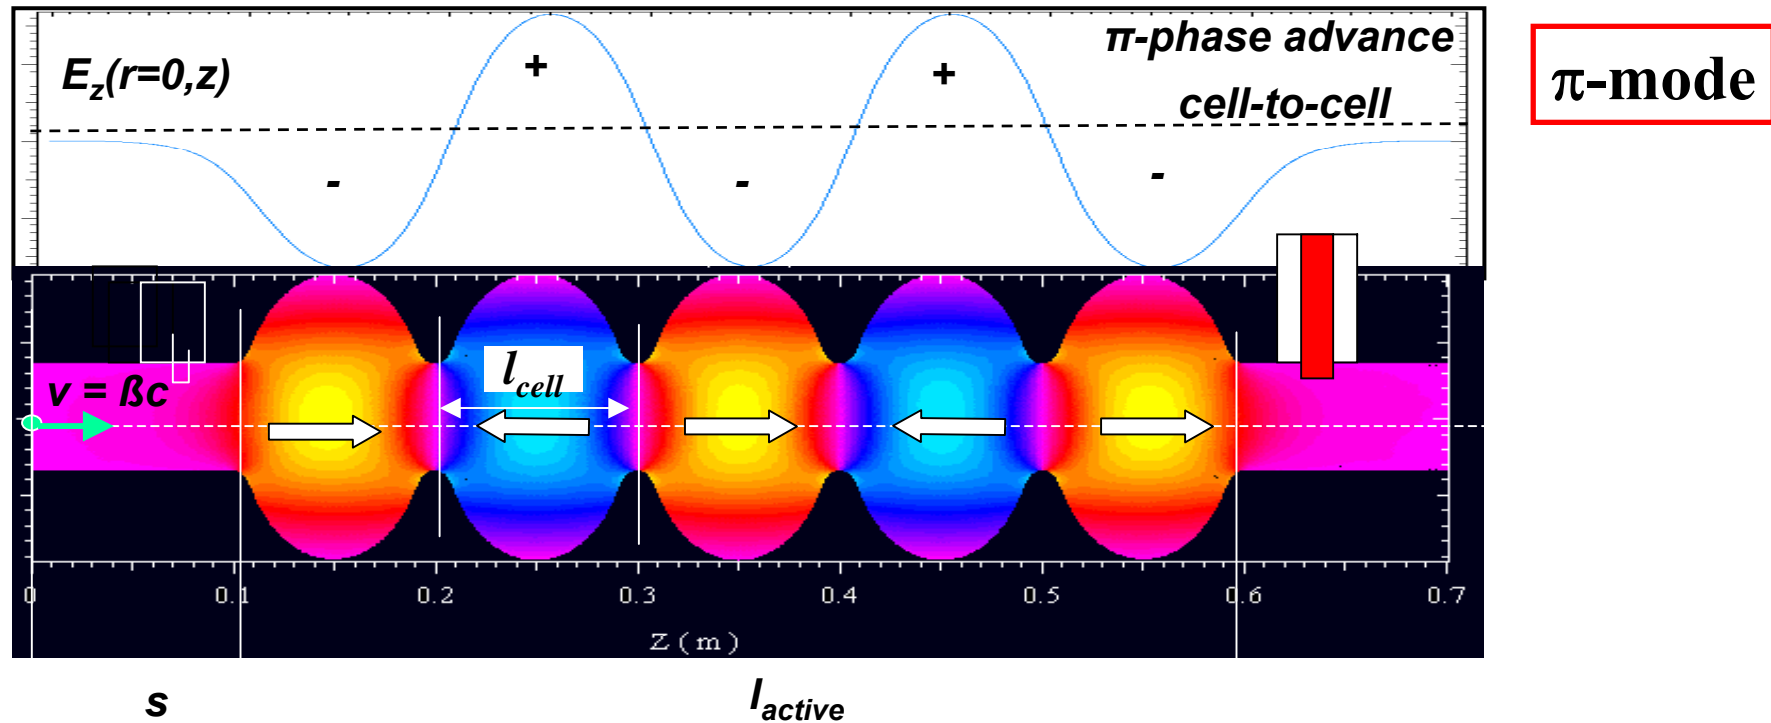 E_z(r=0,z)
+
+
π-phase advance
cell-to-cell
π-mode
-
-
-
l_cell
v = ßc
0 0.1 0.2 0.3 0.4 0.5 0.6 0.7
Z ( m )
s
l_active